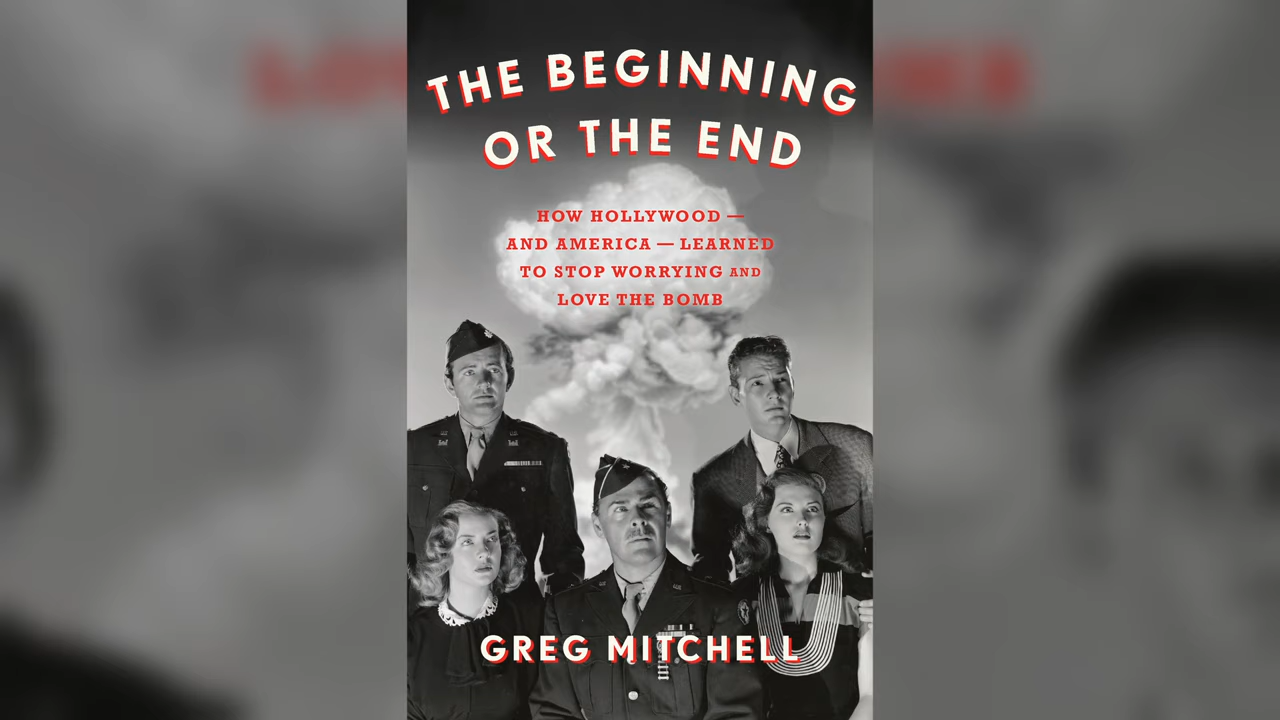 THE BEGINNING
OR THE END
HOW HOLLYWOOD —
AND AMERICA — LEARNED
TO STOP WORRYING AND
LOVE THE BOMB
GREG MITCHELL